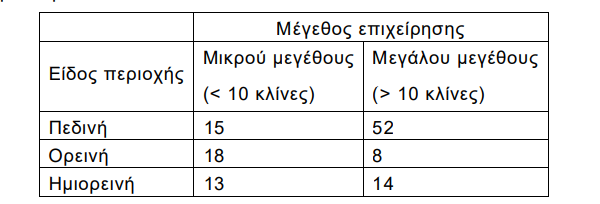 Μέγεθος επιχείρησης
Είδος περιοχής
Μικρού μεγέθους
(< 10 κλίνες)
Μεγάλου μεγέθους
(> 10 κλίνες)
Πεδινή 15 52
Ορεινή 18 8
Ημιορεινή 13 14